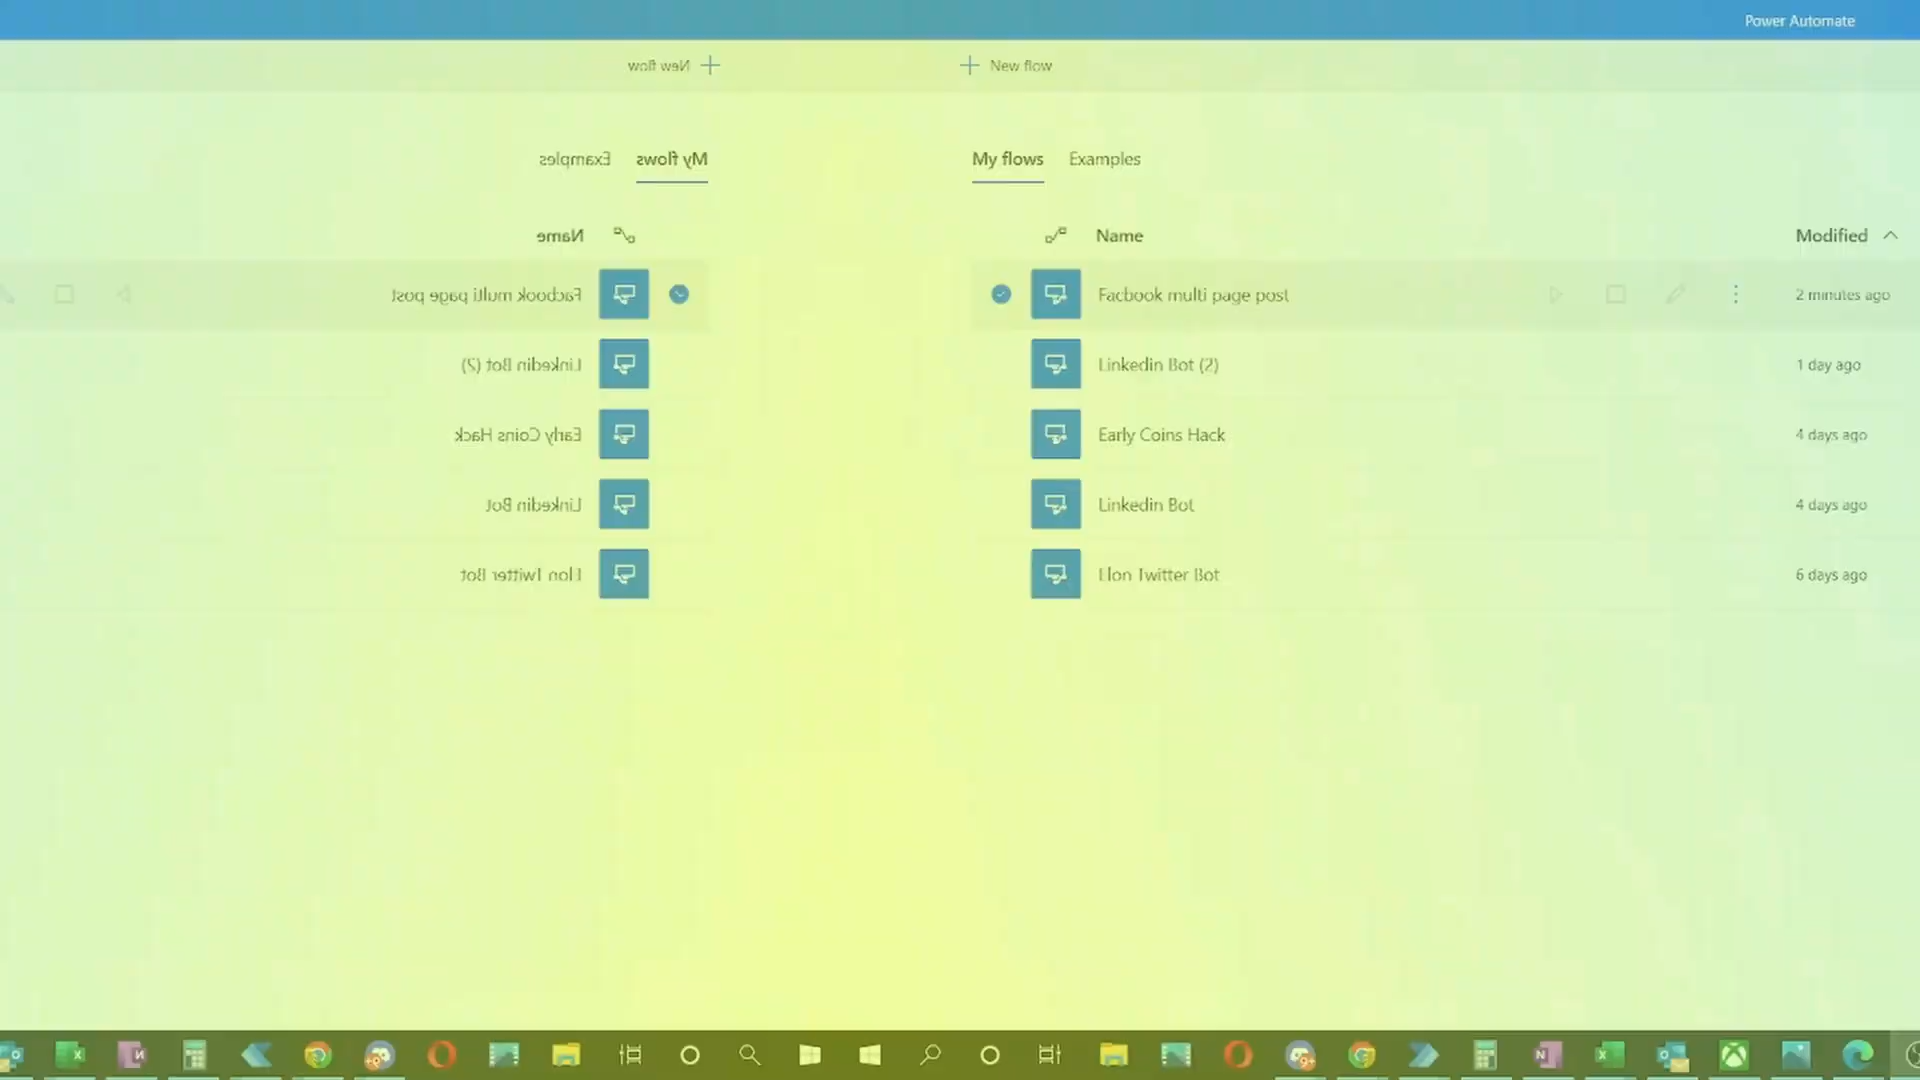 Power Automate
New flow
New flow
My flows Examples
My flows Examples
Name
Name Modified
Facbook multi page post
Facbook multi page post 2 minutes ago
Linkedin Bot (2)
Linkedin Bot (2) 1 day ago
Early Coins Hack
Early Coins Hack 4 days ago
Linkedin Bot
Linkedin Bot 4 days ago
Elon Twitter Bot
Elon Twitter Bot 6 days ago